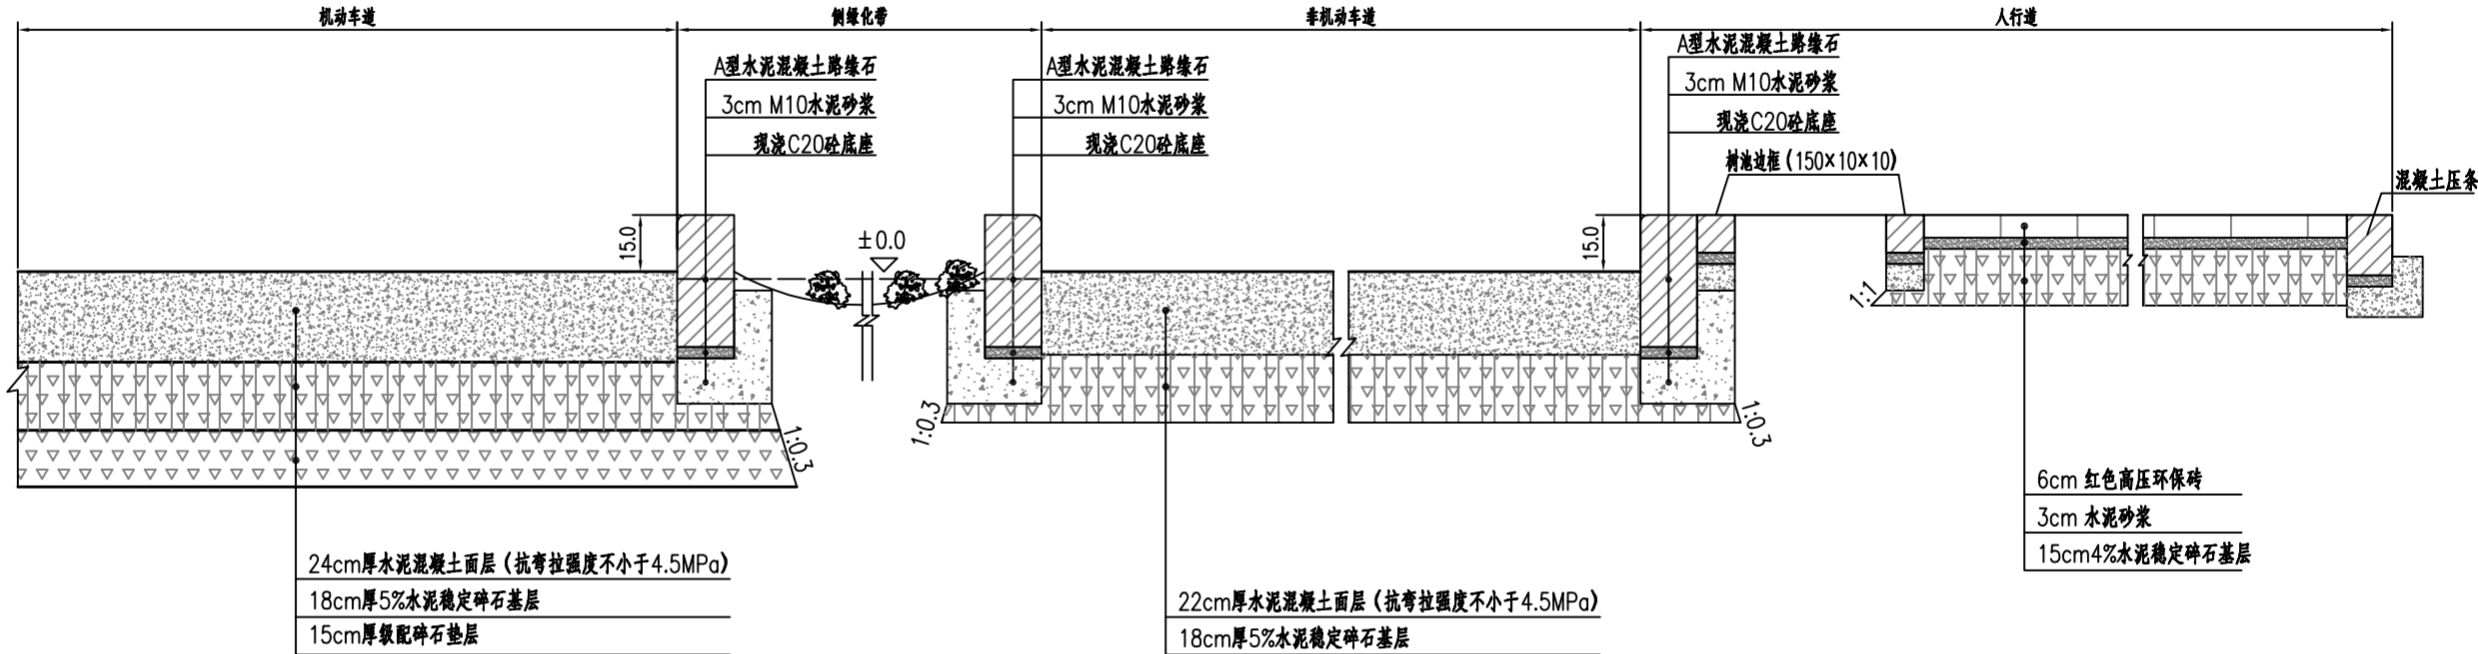 机动车道
侧绿化带
非机动车道
人行道
A型水泥混凝土路缘石
3cm M10水泥砂浆
现浇C20砼底座
A型水泥混凝土路缘石
3cm M10水泥砂浆
现浇C20砼底座
A型水泥混凝土路缘石
3cm M10水泥砂浆
现浇C20砼底座
树池边框(150×10×10)
混凝土压条
15.0
±0.0
15.0
1:1
1:0.3
1:0.3
1:0.3
24cm厚水泥混凝土面层(抗弯拉强度不小于4.5MPa)
18cm厚5%水泥稳定碎石基层
15cm厚级配碎石垫层
22cm厚水泥混凝土面层(抗弯拉强度不小于4.5MPa)
18cm厚5%水泥稳定碎石基层
6cm 红色高压环保砖
3cm 水泥砂浆
15cm4%水泥稳定碎石基层